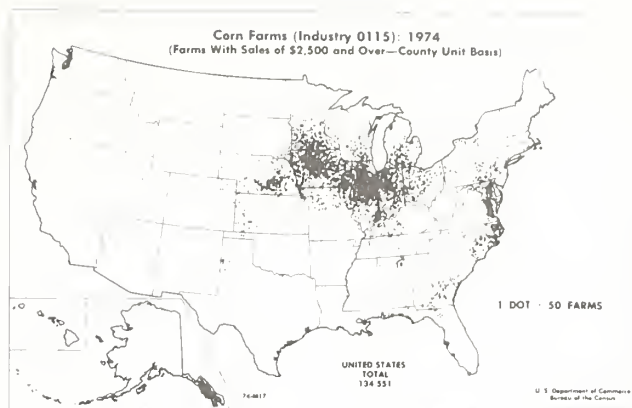 Corn Farms (Industry 0115): 1974
(Farms With Sales of $2,500 and Over—County Unit Basis)
1 DOT · 50 FARMS
UNITED STATES
TOTAL
134 551
U. S. Department of Commerce
Bureau of the Census